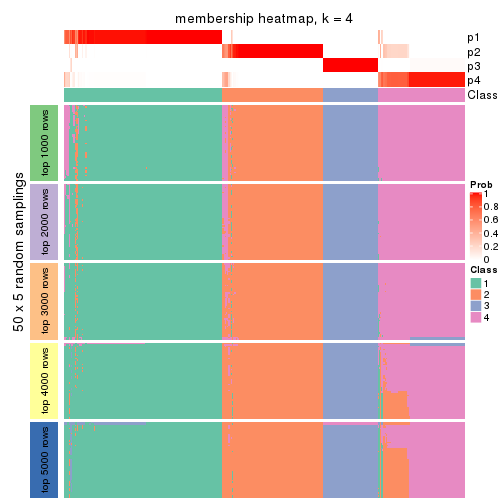 membership heatmap, k = 4
p1
p2
p3
p4
Class
50 x 5 random samplings
top 1000 rows
top 2000 rows
top 3000 rows
top 4000 rows
top 5000 rows
Prob
1
0.8
0.6
0.4
0.2
0
Class
1
2
3
4